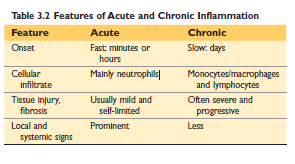 Table 3.2 Features of Acute and Chronic Inflammation
Feature Acute Chronic
Onset Fast: minutes or Slow: days
hours
Cellular Mainly neutrophils Monocytes/macrophages
infiltrate and lymphocytes
Tissue injury, Usually mild and Often severe and
fibrosis self-limited progressive
Local and Prominent Less
systemic signs